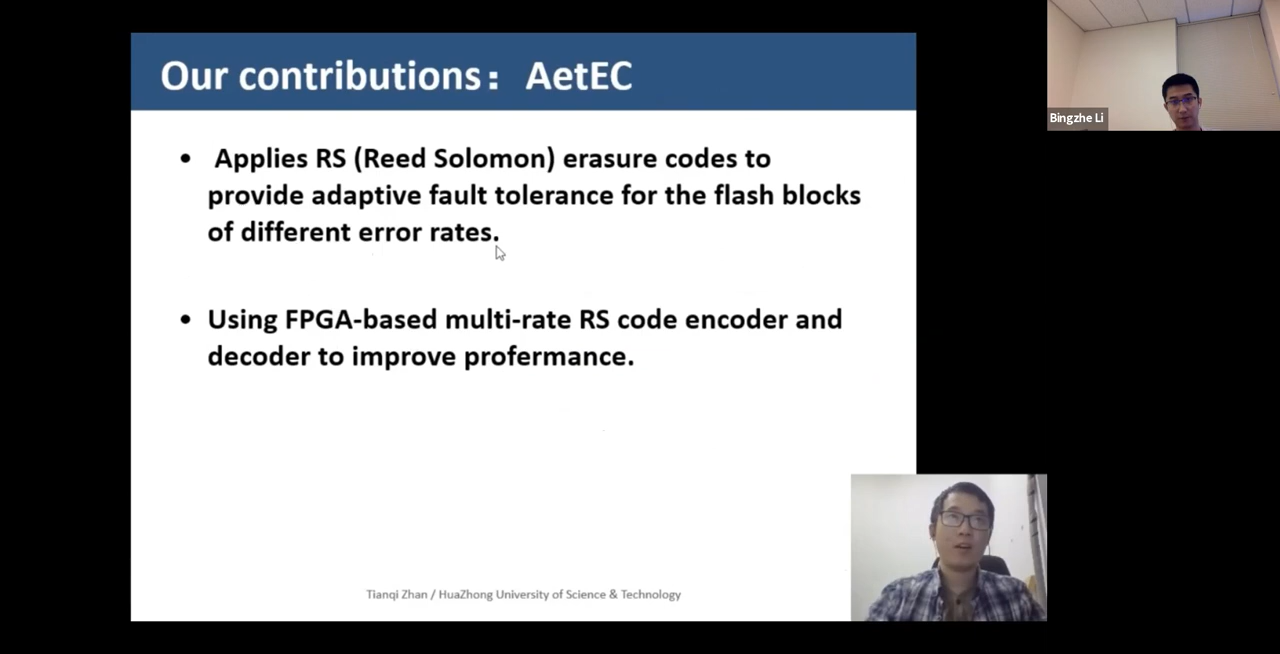 Our contributions： AetEC
• Applies RS (Reed Solomon) erasure codes to
provide adaptive fault tolerance for the flash blocks
of different error rates.
• Using FPGA-based multi-rate RS code encoder and
decoder to improve profermance.
Tianqi Zhan / HuaZhong University of Science & Technology
Bingzhe Li